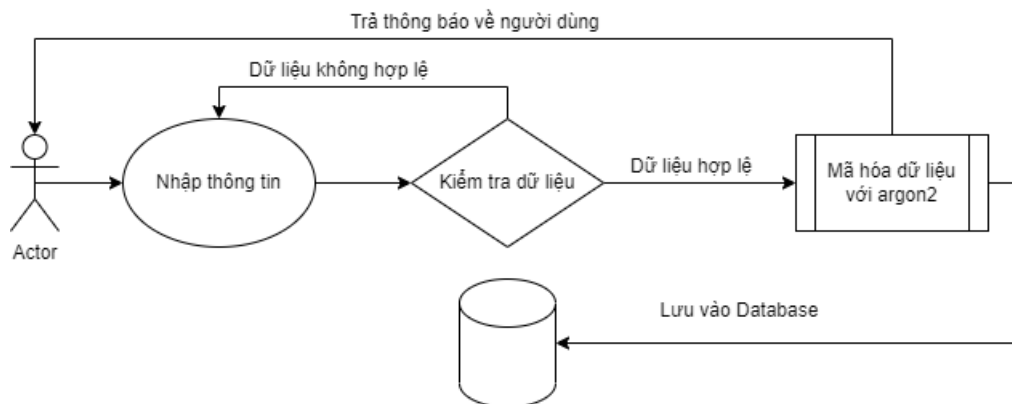 Trả thông báo về người dùng
Dữ liệu không hợp lệ
Nhập thông tin
Kiểm tra dữ liệu
Dữ liệu hợp lệ
Mã hóa dữ liệu
với argon2
Actor
Lưu vào Database